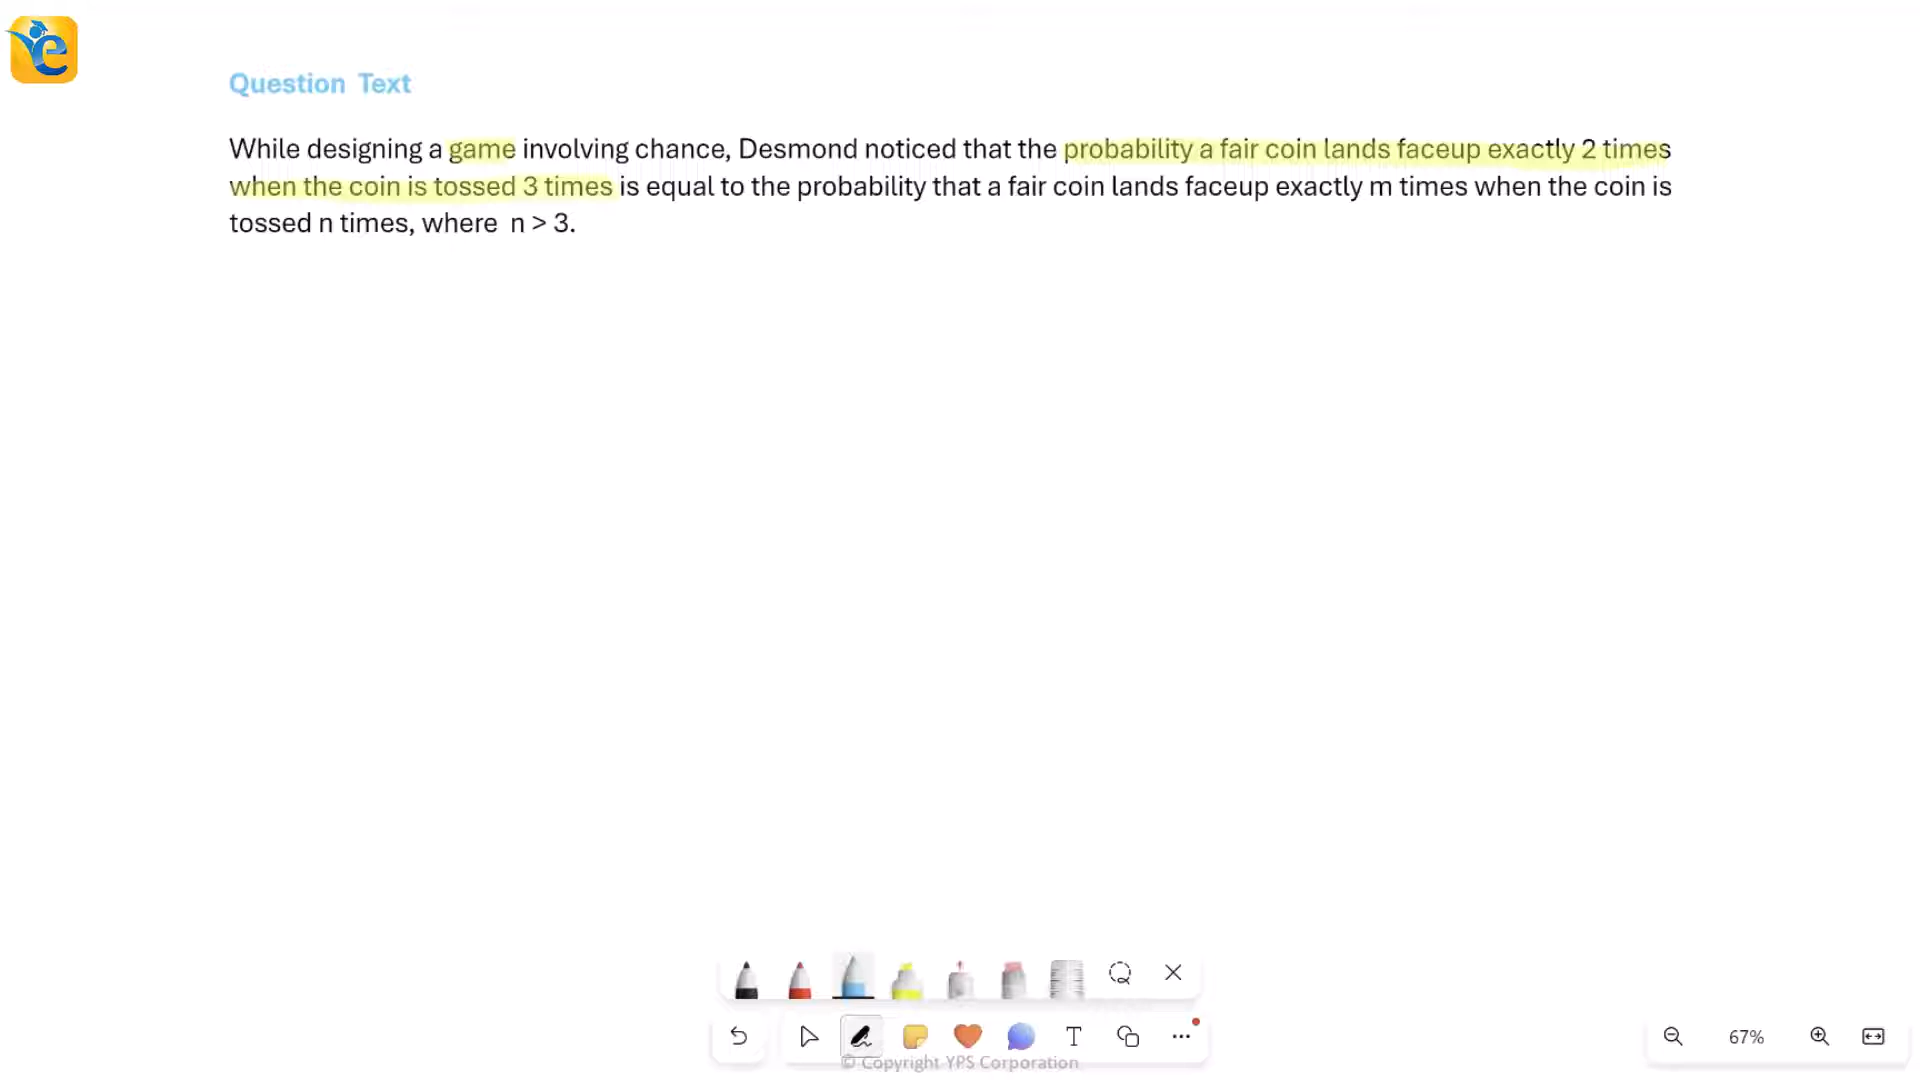 Question Text
While designing a game involving chance, Desmond noticed that the probability a fair coin lands faceup exactly 2 times
when the coin is tossed 3 times is equal to the probability that a fair coin lands faceup exactly m times when the coin is
tossed n times, where n > 3.
67%
© Copyright YPS Corporation